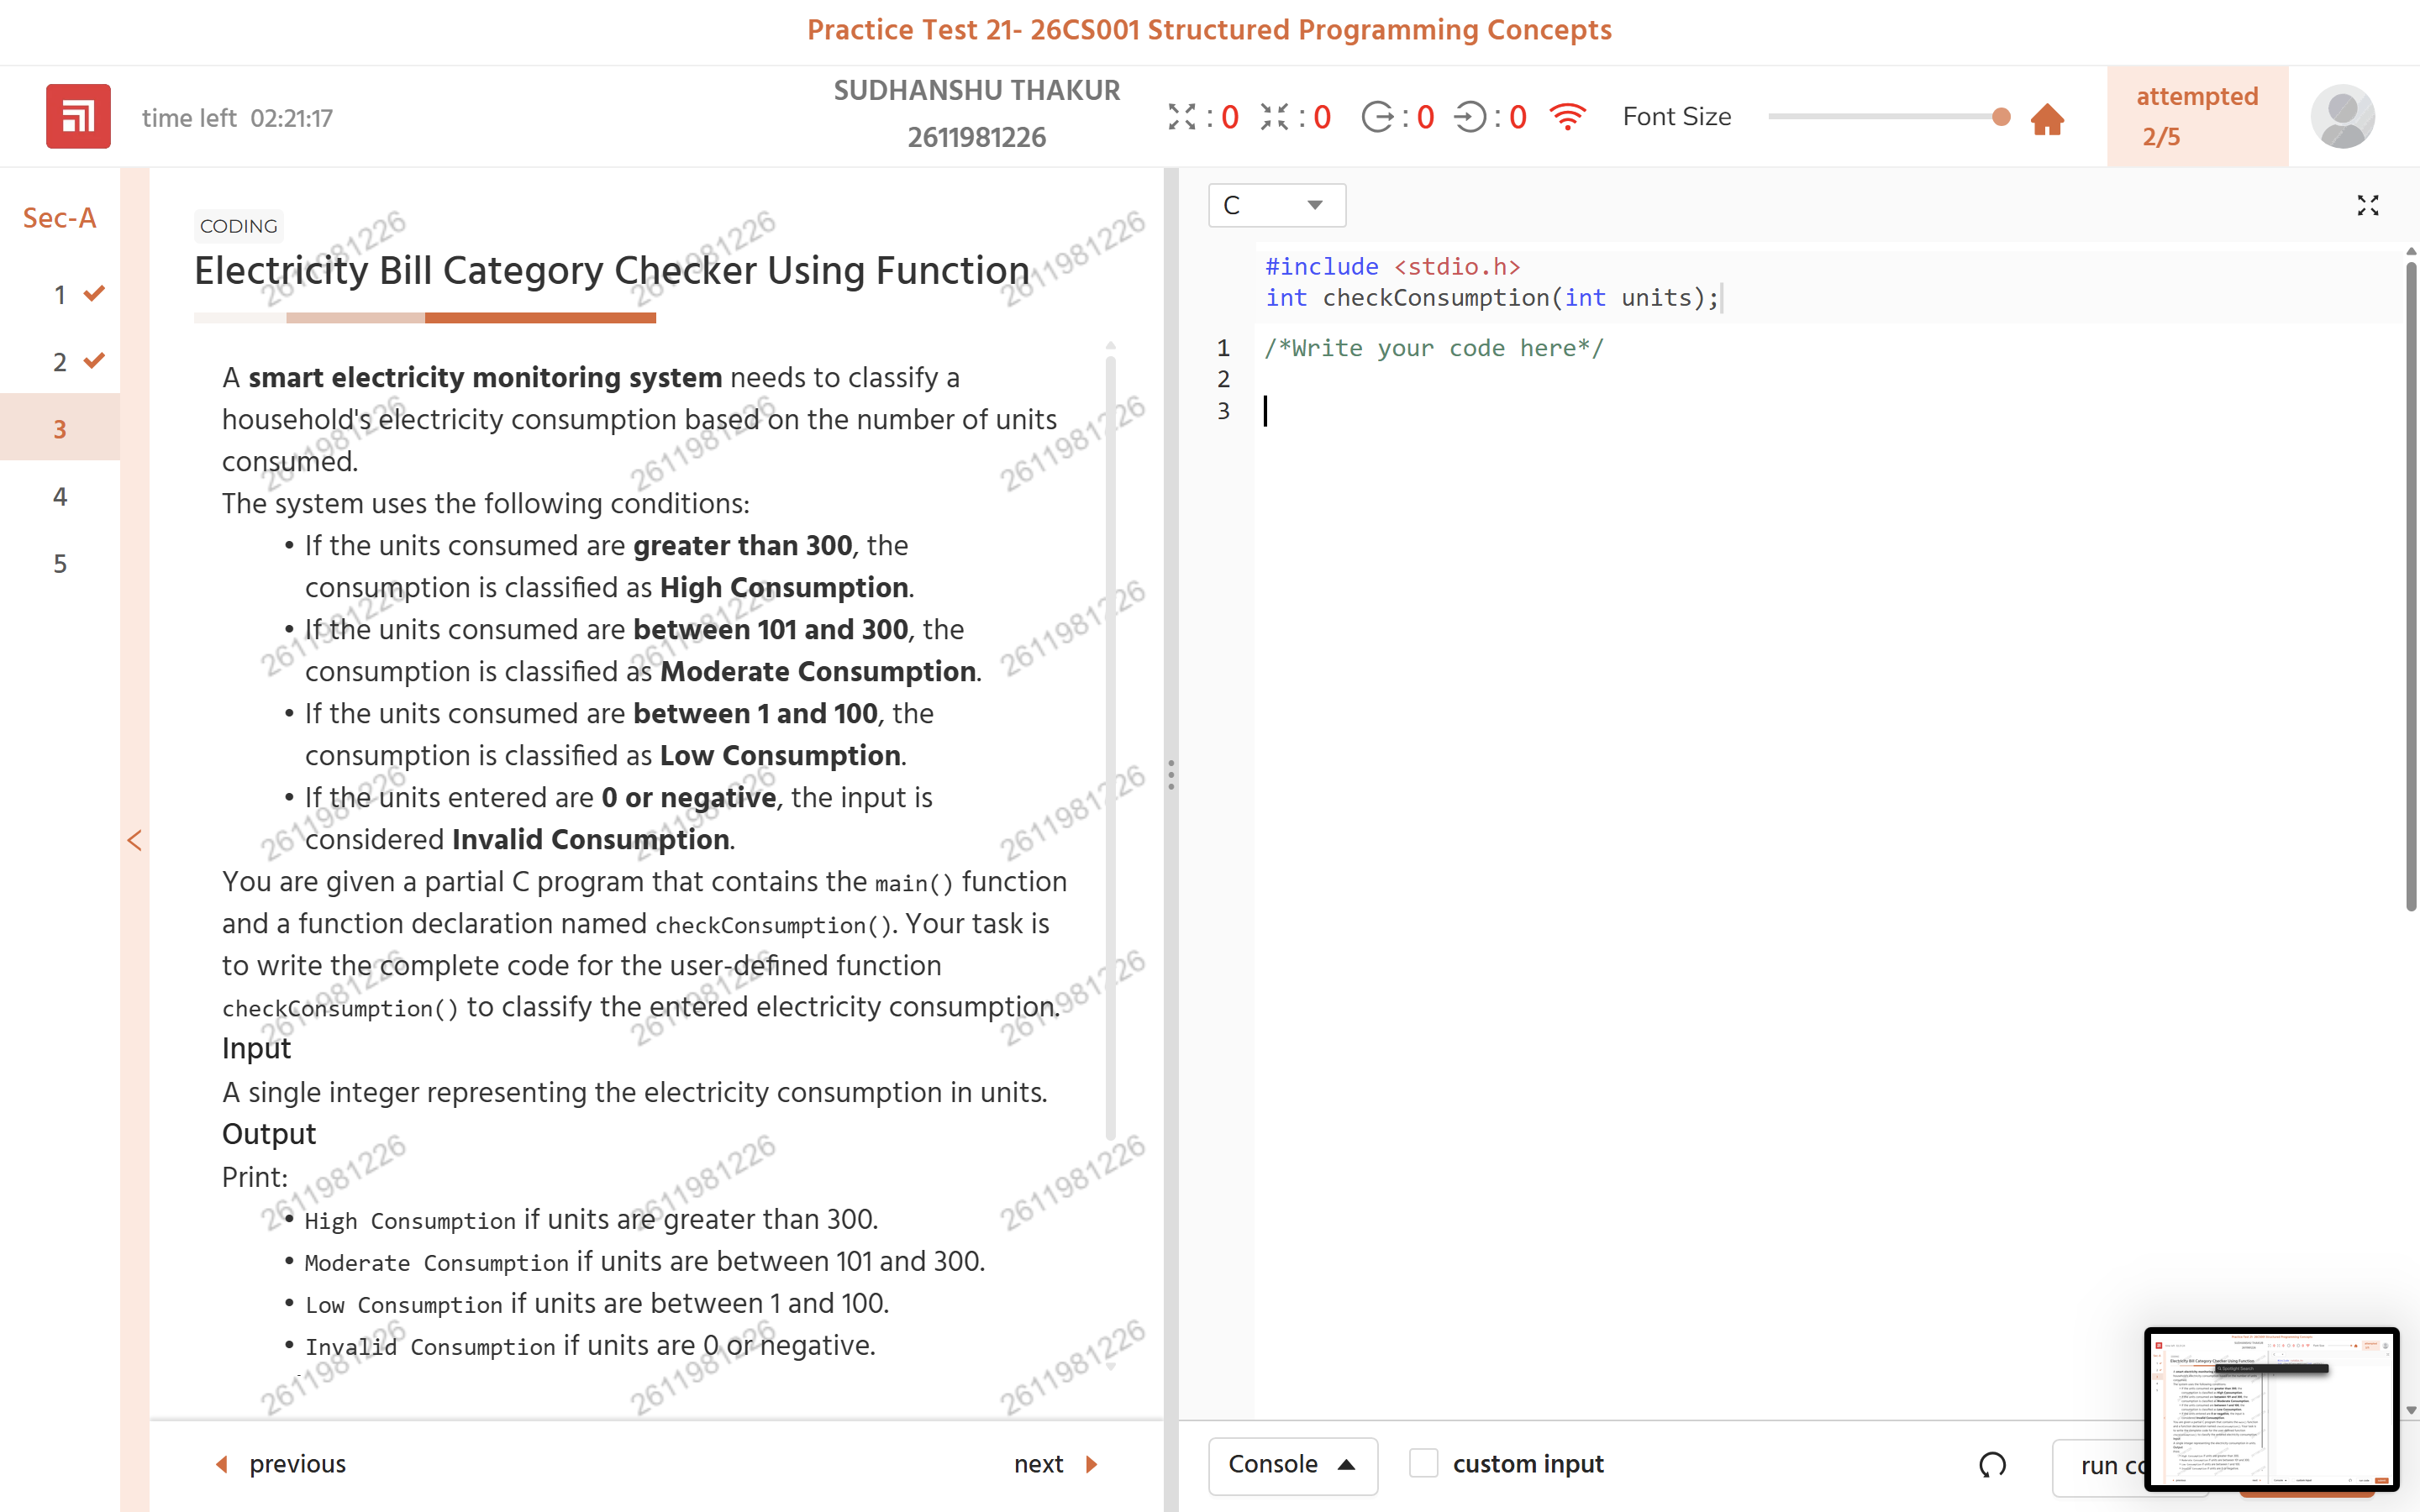 Practice Test 21- 26CS001 Structured Programming Concepts
time left 02:21:17
SUDHANSHU THAKUR
2611981226
: 0 : 0 : 0 : 0
Font Size
attempted
2/5
Sec-A
1
2
3
4
5
CODING
Electricity Bill Category Checker Using Function
A smart electricity monitoring system needs to classify a
household's electricity consumption based on the number of units
consumed.
The system uses the following conditions:
• If the units consumed are greater than 300, the
consumption is classified as High Consumption.
• If the units consumed are between 101 and 300, the
consumption is classified as Moderate Consumption.
• If the units consumed are between 1 and 100, the
consumption is classified as Low Consumption.
• If the units entered are 0 or negative, the input is
considered Invalid Consumption.
You are given a partial C program that contains the main() function
and a function declaration named checkConsumption(). Your task is
to write the complete code for the user-defined function
checkConsumption() to classify the entered electricity consumption.
Input
A single integer representing the electricity consumption in units.
Output
Print:
• High Consumption if units are greater than 300.
• Moderate Consumption if units are between 101 and 300.
• Low Consumption if units are between 1 and 100.
• Invalid Consumption if units are 0 or negative.
previous
next
C
#include <stdio.h>
int checkConsumption(int units);
1 /*Write your code here*/
2
3
Console
custom input
run co